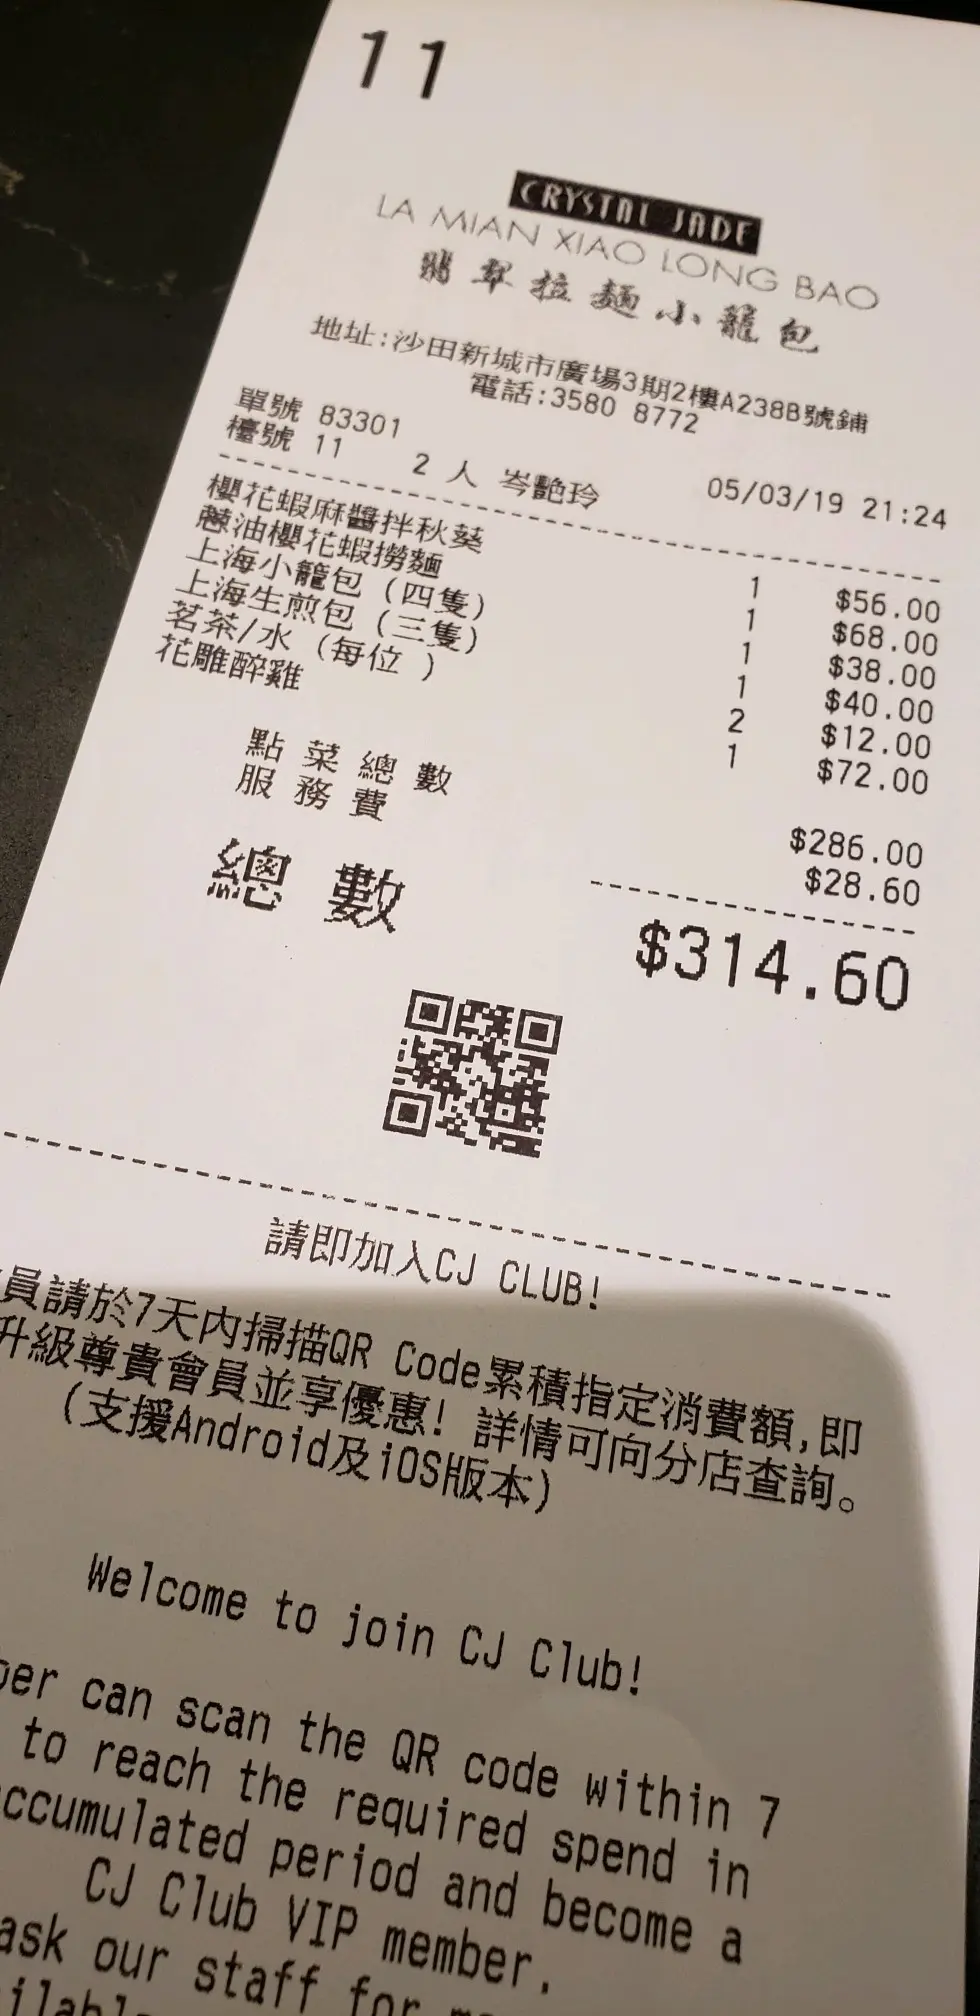 11
CRYSTAL JADE
LA MIAN XIAO LONG BAO
翡翠拉麵小籠包
地址:沙田新城市廣場3期2樓A238B號鋪
電話:3580 8772
單號 83301
檯號 11 2 人 岑艷玲 05/03/19 21:24
櫻花蝦麻醬拌秋葵 1 $56.00
蔥油櫻花蝦撈麵 1 $68.00
上海小籠包 (四隻) 1 $38.00
上海生煎包 (三隻) 1 $40.00
茗茶/水 (每位 ) 2 $12.00
花雕醉雞 1 $72.00
點 菜 總 數 $286.00
服 務 費 $28.60
總 數 $314.60
請即加入CJ CLUB!
員請於7天內掃描QR Code累積指定消費額,即
升級尊貴會員並享優惠! 詳情可向分店查詢。
(支援Android及iOS版本)
Welcome to join CJ Club!
can scan the QR code within 7
to reach the required spend in
accumulated period and become a
CJ Club VIP member.
ask our staff for